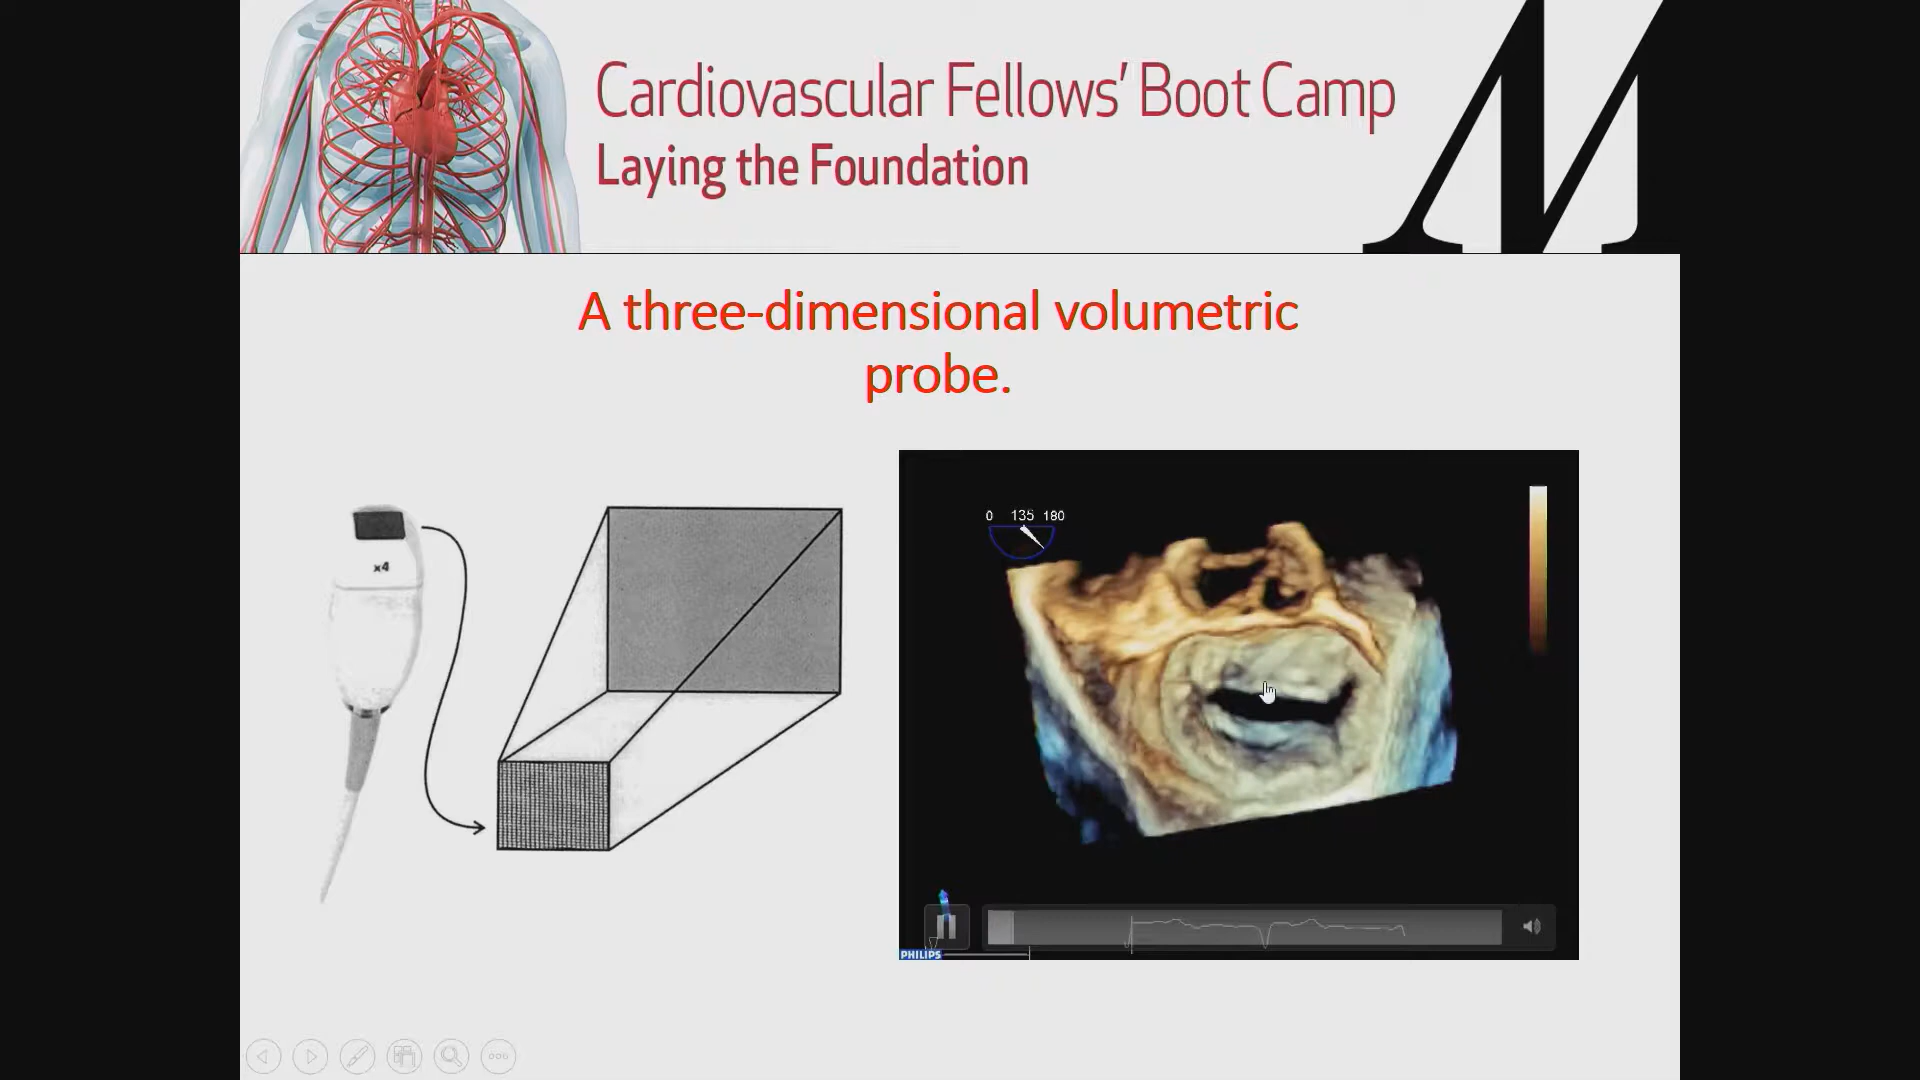 Cardiovascular Fellows' Boot Camp
Laying the Foundation
M
A three-dimensional volumetric
probe.
x4
0 135 180
PHILIPS